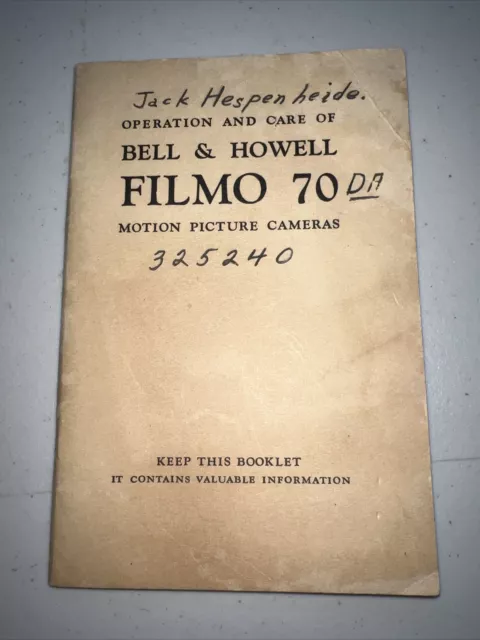 Jack Hespenheide.
OPERATION AND CARE OF
BELL & HOWELL
FILMO 70 DA
MOTION PICTURE CAMERAS
325240
KEEP THIS BOOKLET
IT CONTAINS VALUABLE INFORMATION